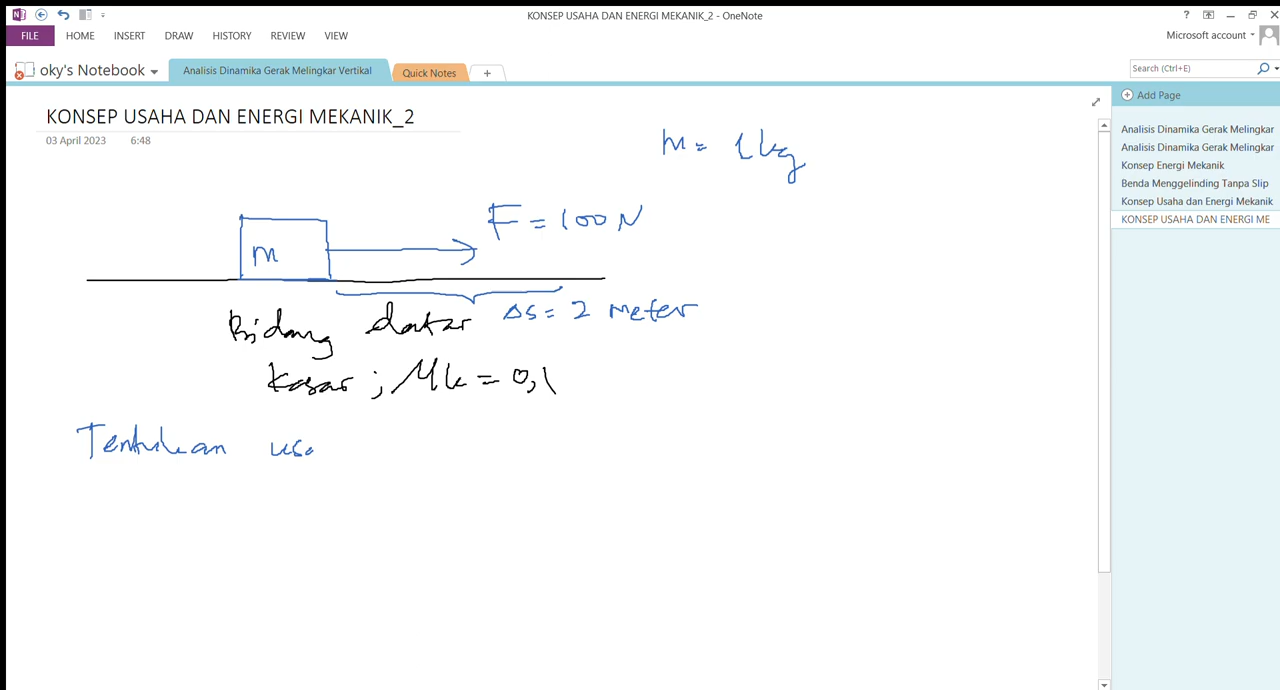 KONSEP USAHA DAN ENERGI MEKANIK_2 - OneNote
FILE HOME INSERT DRAW HISTORY REVIEW VIEW
Microsoft account
oky's Notebook
Analisis Dinamika Gerak Melingkar Vertikal
Quick Notes
+
Search (Ctrl+E)
Add Page
KONSEP USAHA DAN ENERGI MEKANIK_2
03 April 2023 6:48
m = 1 kg
F = 100 N
m
Δs = 2 meter
Bidang datar
kasar ; μk = 0,1
Tentukan usa
Analisis Dinamika Gerak Melingkar
Analisis Dinamika Gerak Melingkar
Konsep Energi Mekanik
Benda Menggelinding Tanpa Slip
Konsep Usaha dan Energi Mekanik
KONSEP USAHA DAN ENERGI ME